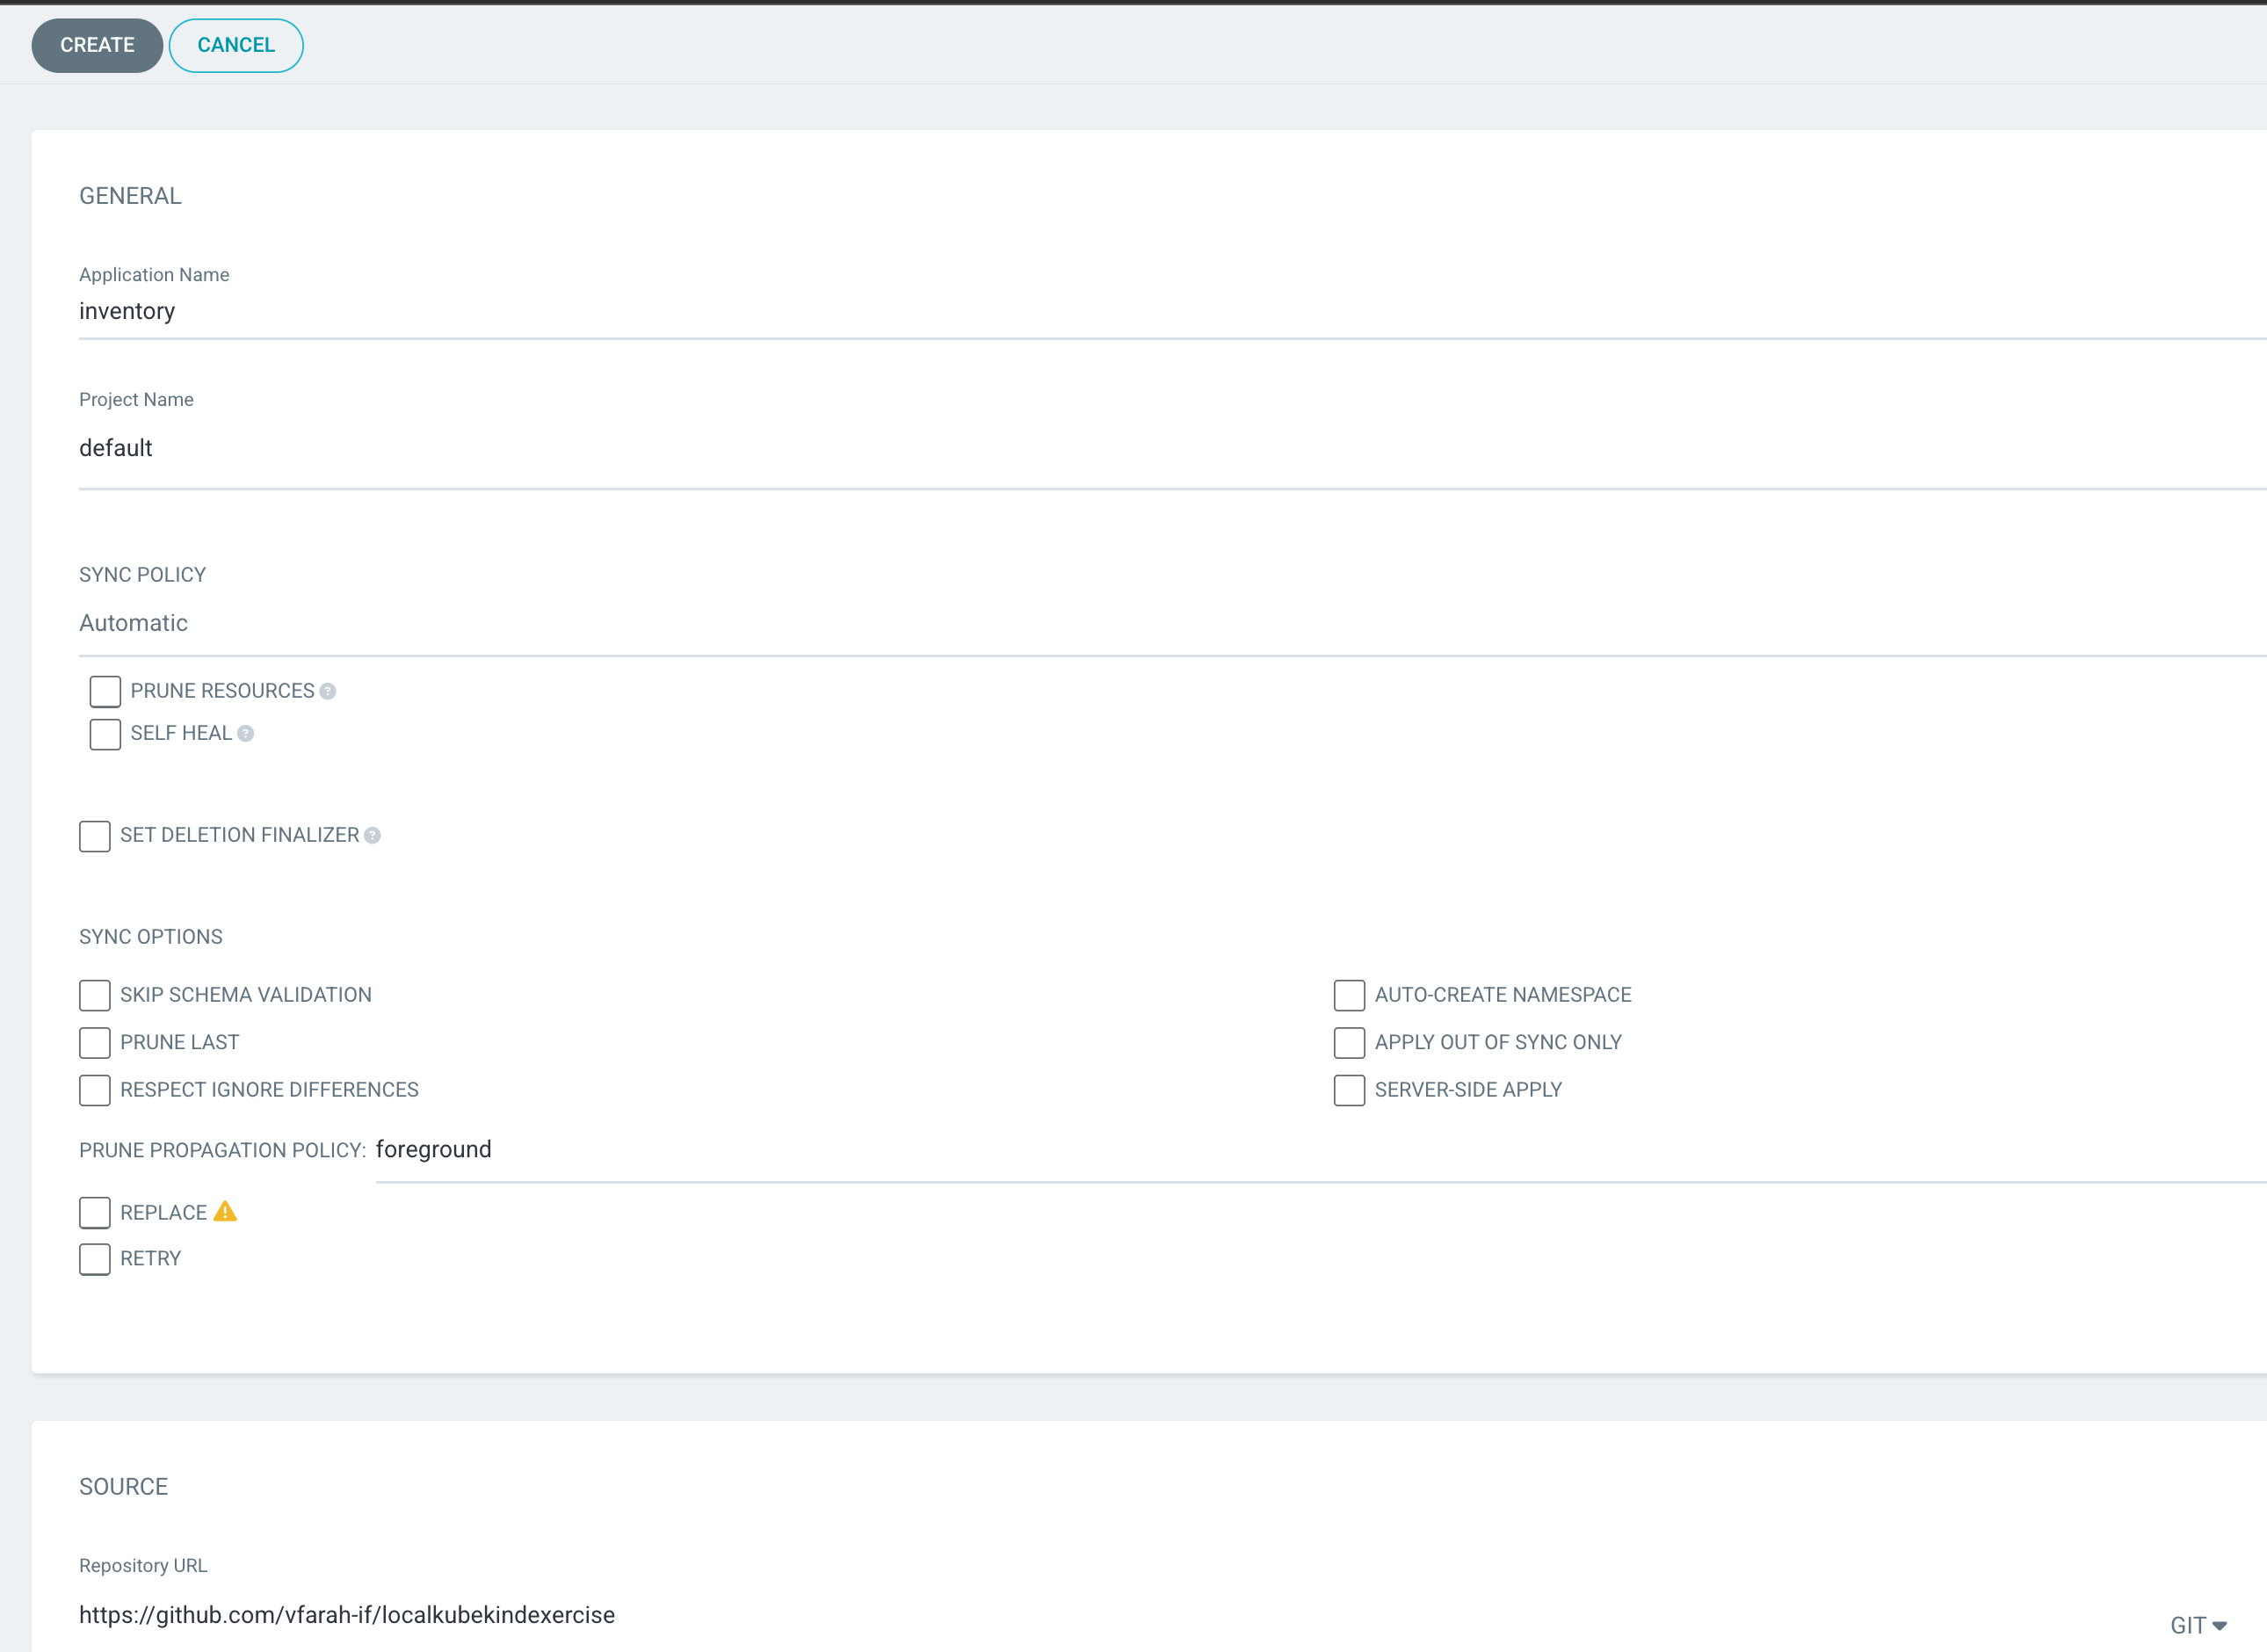 CREATE CANCEL
GENERAL
Application Name
inventory
Project Name
default
SYNC POLICY
Automatic
PRUNE RESOURCES ?
SELF HEAL ?
SET DELETION FINALIZER ?
SYNC OPTIONS
SKIP SCHEMA VALIDATION AUTO-CREATE NAMESPACE
PRUNE LAST APPLY OUT OF SYNC ONLY
RESPECT IGNORE DIFFERENCES SERVER-SIDE APPLY
PRUNE PROPAGATION POLICY: foreground
REPLACE
RETRY
SOURCE
Repository URL
https://github.com/vfarah-if/localkubekindexercise GIT